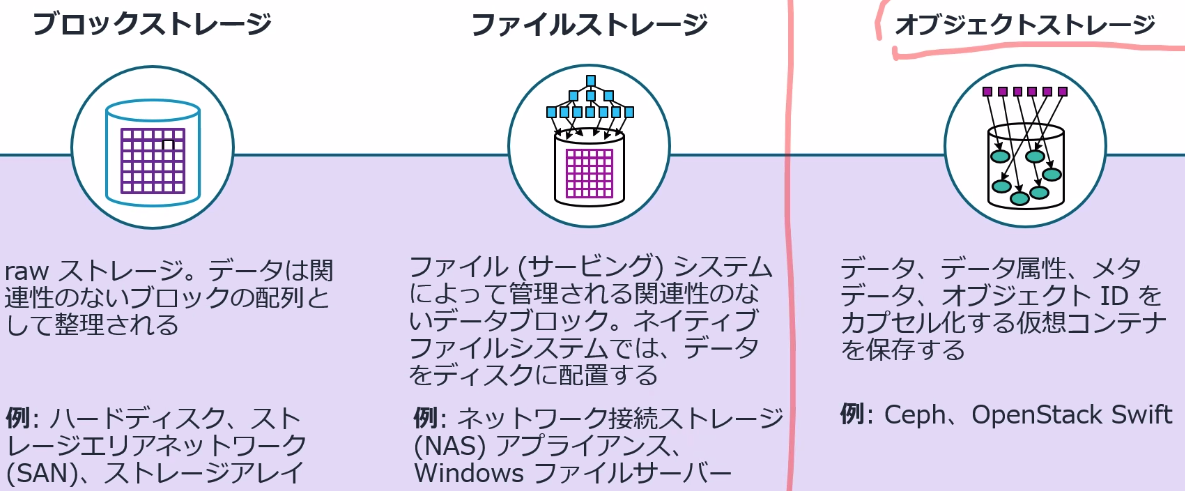 ブロックストレージ
raw ストレージ。データは関
連性のないブロックの配列と
して整理される
例: ハードディスク、スト
レージエリアネットワーク
(SAN)、ストレージアレイ
ファイルストレージ
ファイル (サービング) システム
によって管理される関連性のな
いデータブロック。ネイティブ
ファイルシステムでは、データ
をディスクに配置する
例: ネットワーク接続ストレージ
(NAS) アプライアンス、
Windows ファイルサーバー
オブジェクトストレージ
データ、データ属性、メタ
データ、オブジェクト ID を
カプセル化する仮想コンテナ
を保存する
例: Ceph、OpenStack Swift